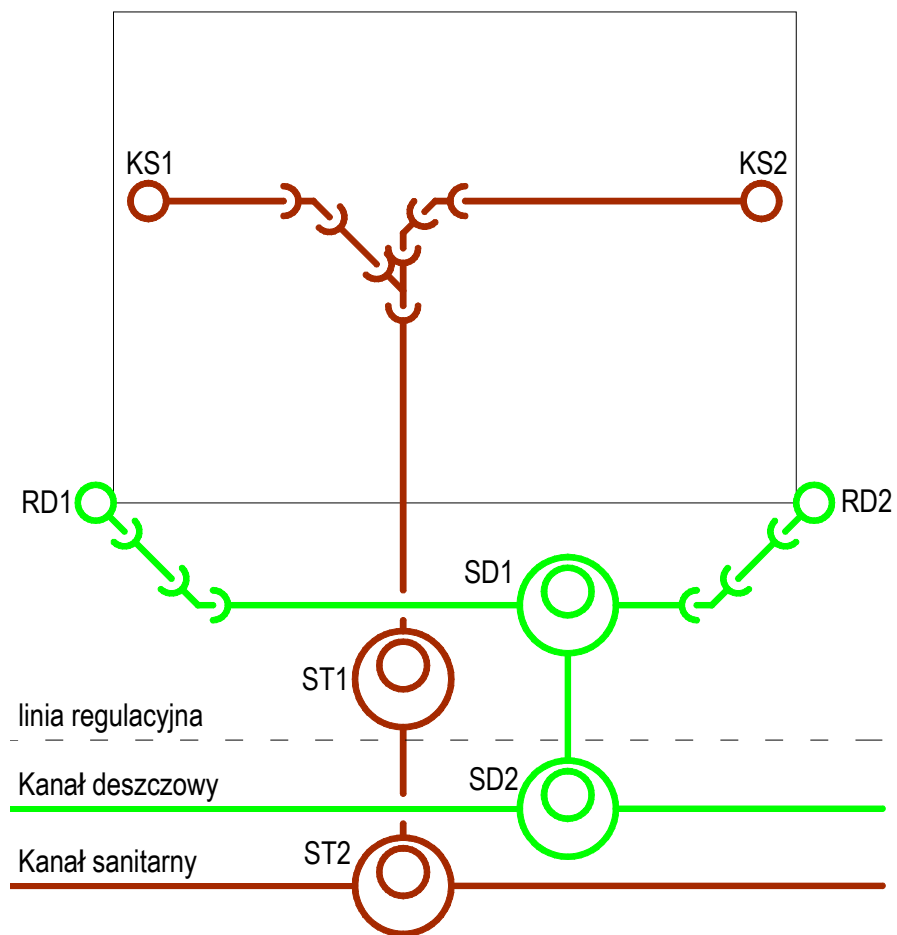 KS1
KS2
RD1
RD2
SD1
ST1
linia regulacyjna
Kanał deszczowy
SD2
ST2
Kanał sanitarny